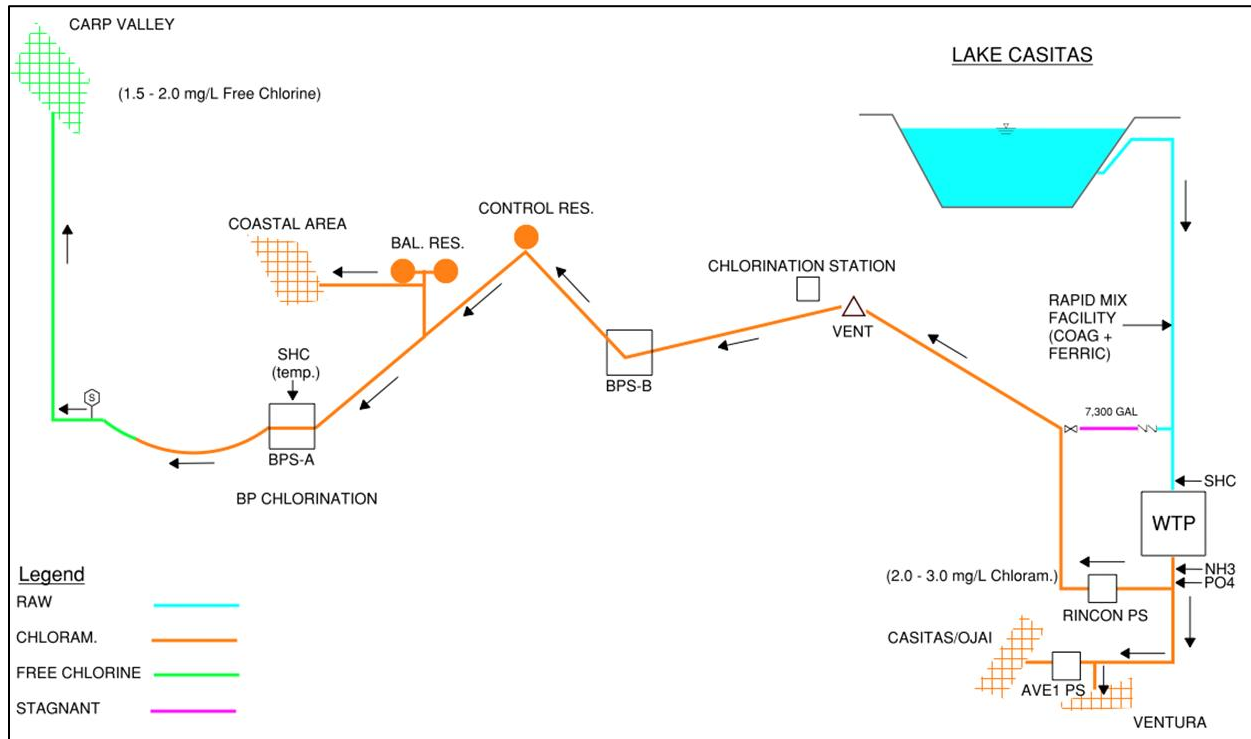 CARP VALLEY
(1.5 - 2.0 mg/L Free Chlorine)
LAKE CASITAS
COASTAL AREA
BAL. RES.
CONTROL RES.
CHLORINATION STATION
VENT
RAPID MIX
FACILITY
(COAG +
FERRIC)
SHC
(temp.)
BPS-B
S
BPS-A
7,300 GAL
BP CHLORINATION
SHC
WTP
NH3
PO4
(2.0 - 3.0 mg/L Chloram.)
RINCON PS
CASITAS/OJAI
AVE1 PS
VENTURA
Legend
RAW
CHLORAM.
FREE CHLORINE
STAGNANT